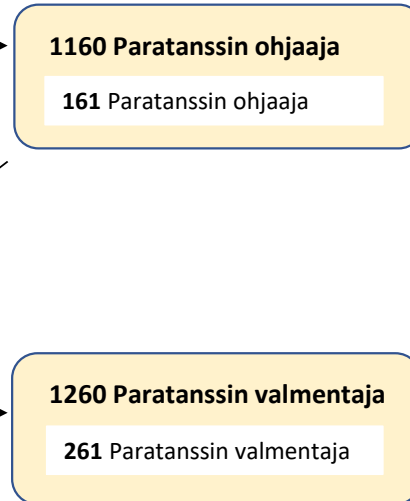 1160 Paratanssin ohjaaja
161 Paratanssin ohjaaja
1260 Paratanssin valmentaja
261 Paratanssin valmentaja